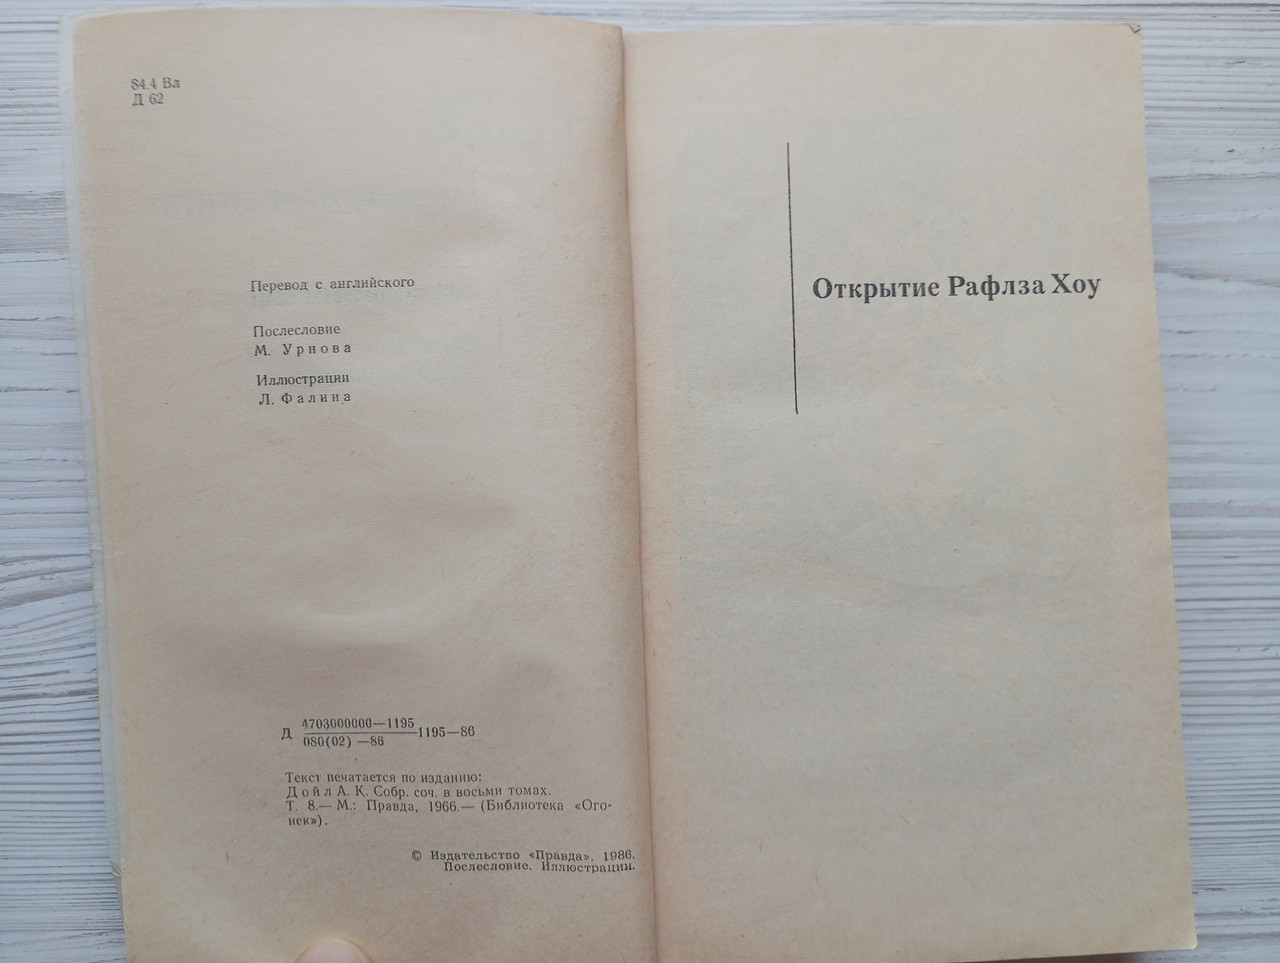 84.4 Вл
Д 62
Перевод с английского
Послесловие
М. Урнова
Иллюстрации
Л. Фалина
Д 4703000000—1195
080(02) —86
1195—86
Текст печатается по изданию:
Дойл А. К. Собр. соч. в восьми томах.
Т. 8.— М.: Правда, 1966.— (Библиотека «Ого-
нек»).
© Издательство «Правда», 1986.
Послесловие. Иллюстрации.
Открытие Рафлза Хоу